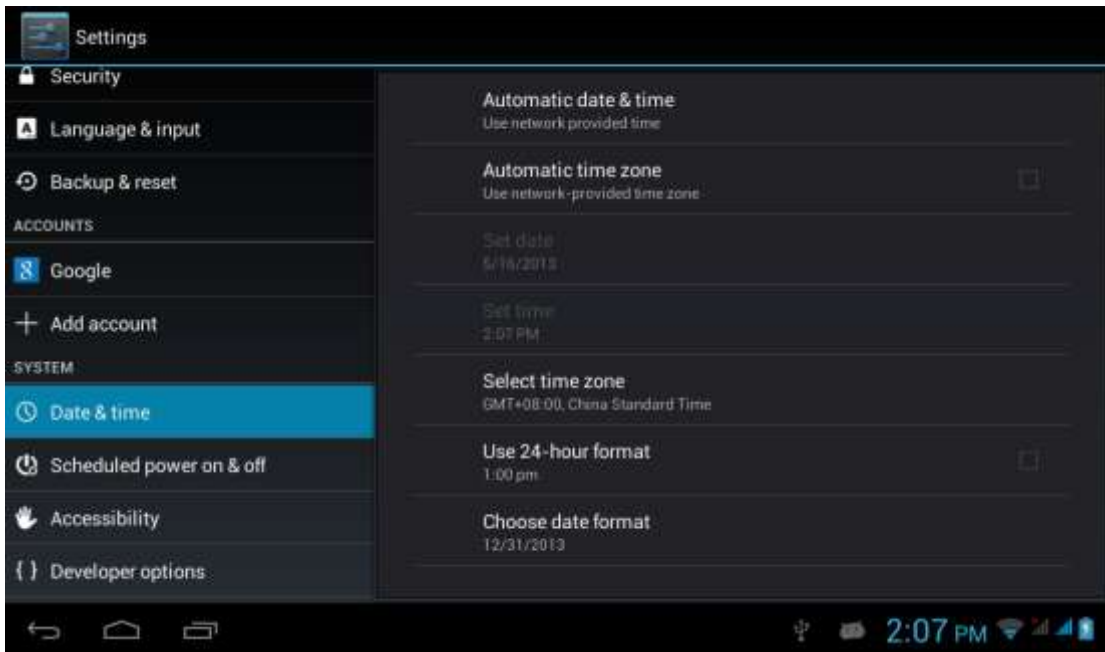 Settings
Security
Language & input
Backup & reset
ACCOUNTS
Google
Add account
SYSTEM
Date & time
Scheduled power on & off
Accessibility
{ } Developer options
Automatic date & time
Use network provided time
Automatic time zone
Use network-provided time zone
Set date
5/16/2013
Set time
2:07 PM
Select time zone
GMT+08:00, China Standard Time
Use 24-hour format
1:00 pm
Choose date format
12/31/2013
2:07 PM